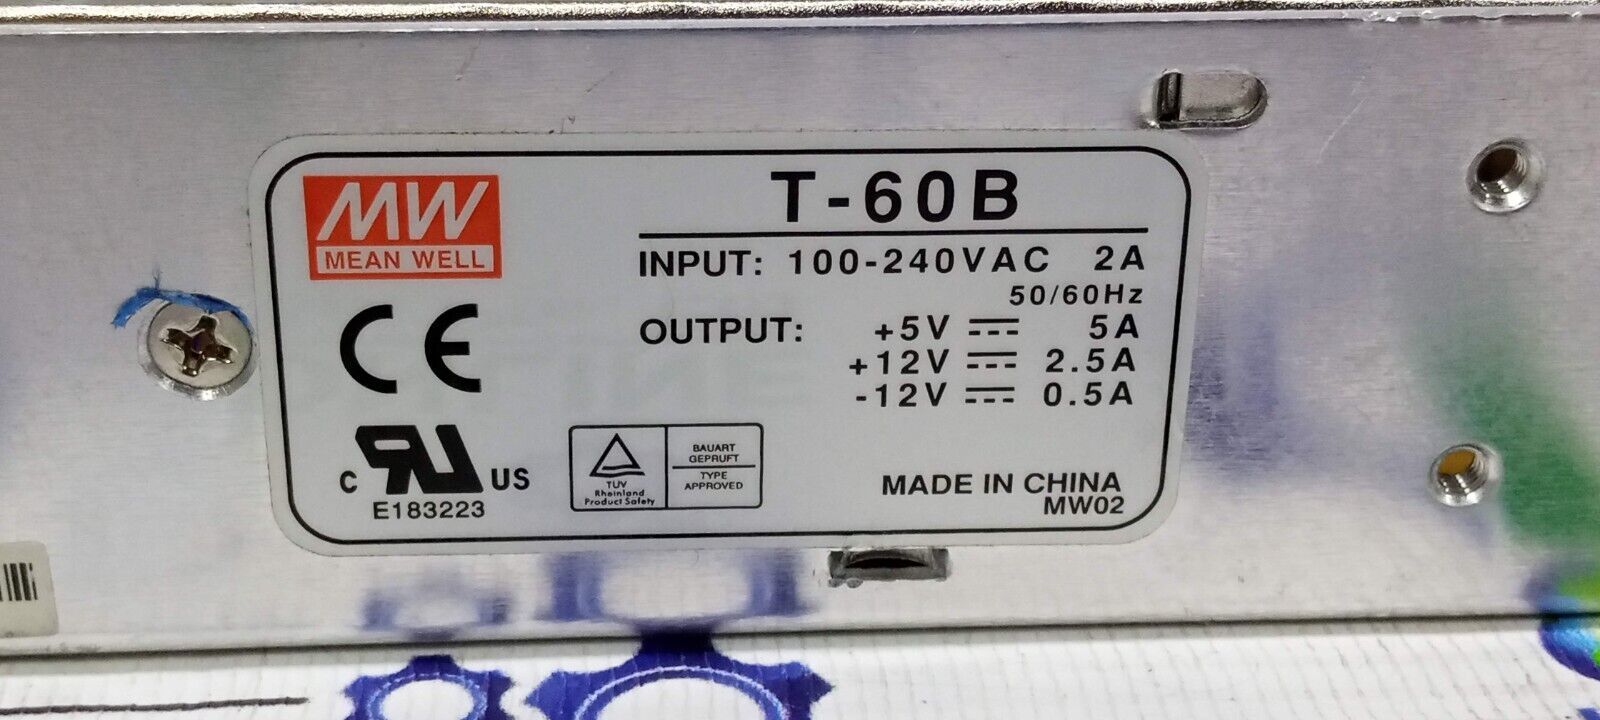 MW
MEAN WELL
T-60B
INPUT: 100-240VAC 2A
50/60Hz
OUTPUT: +5V ⎓ 5A
+12V ⎓ 2.5A
-12V ⎓ 0.5A
CE
C RU US
E183223
TUV
Rheinland
Product Safety
BAUART
GEPRUFT
TYPE
APPROVED
MADE IN CHINA
MW02